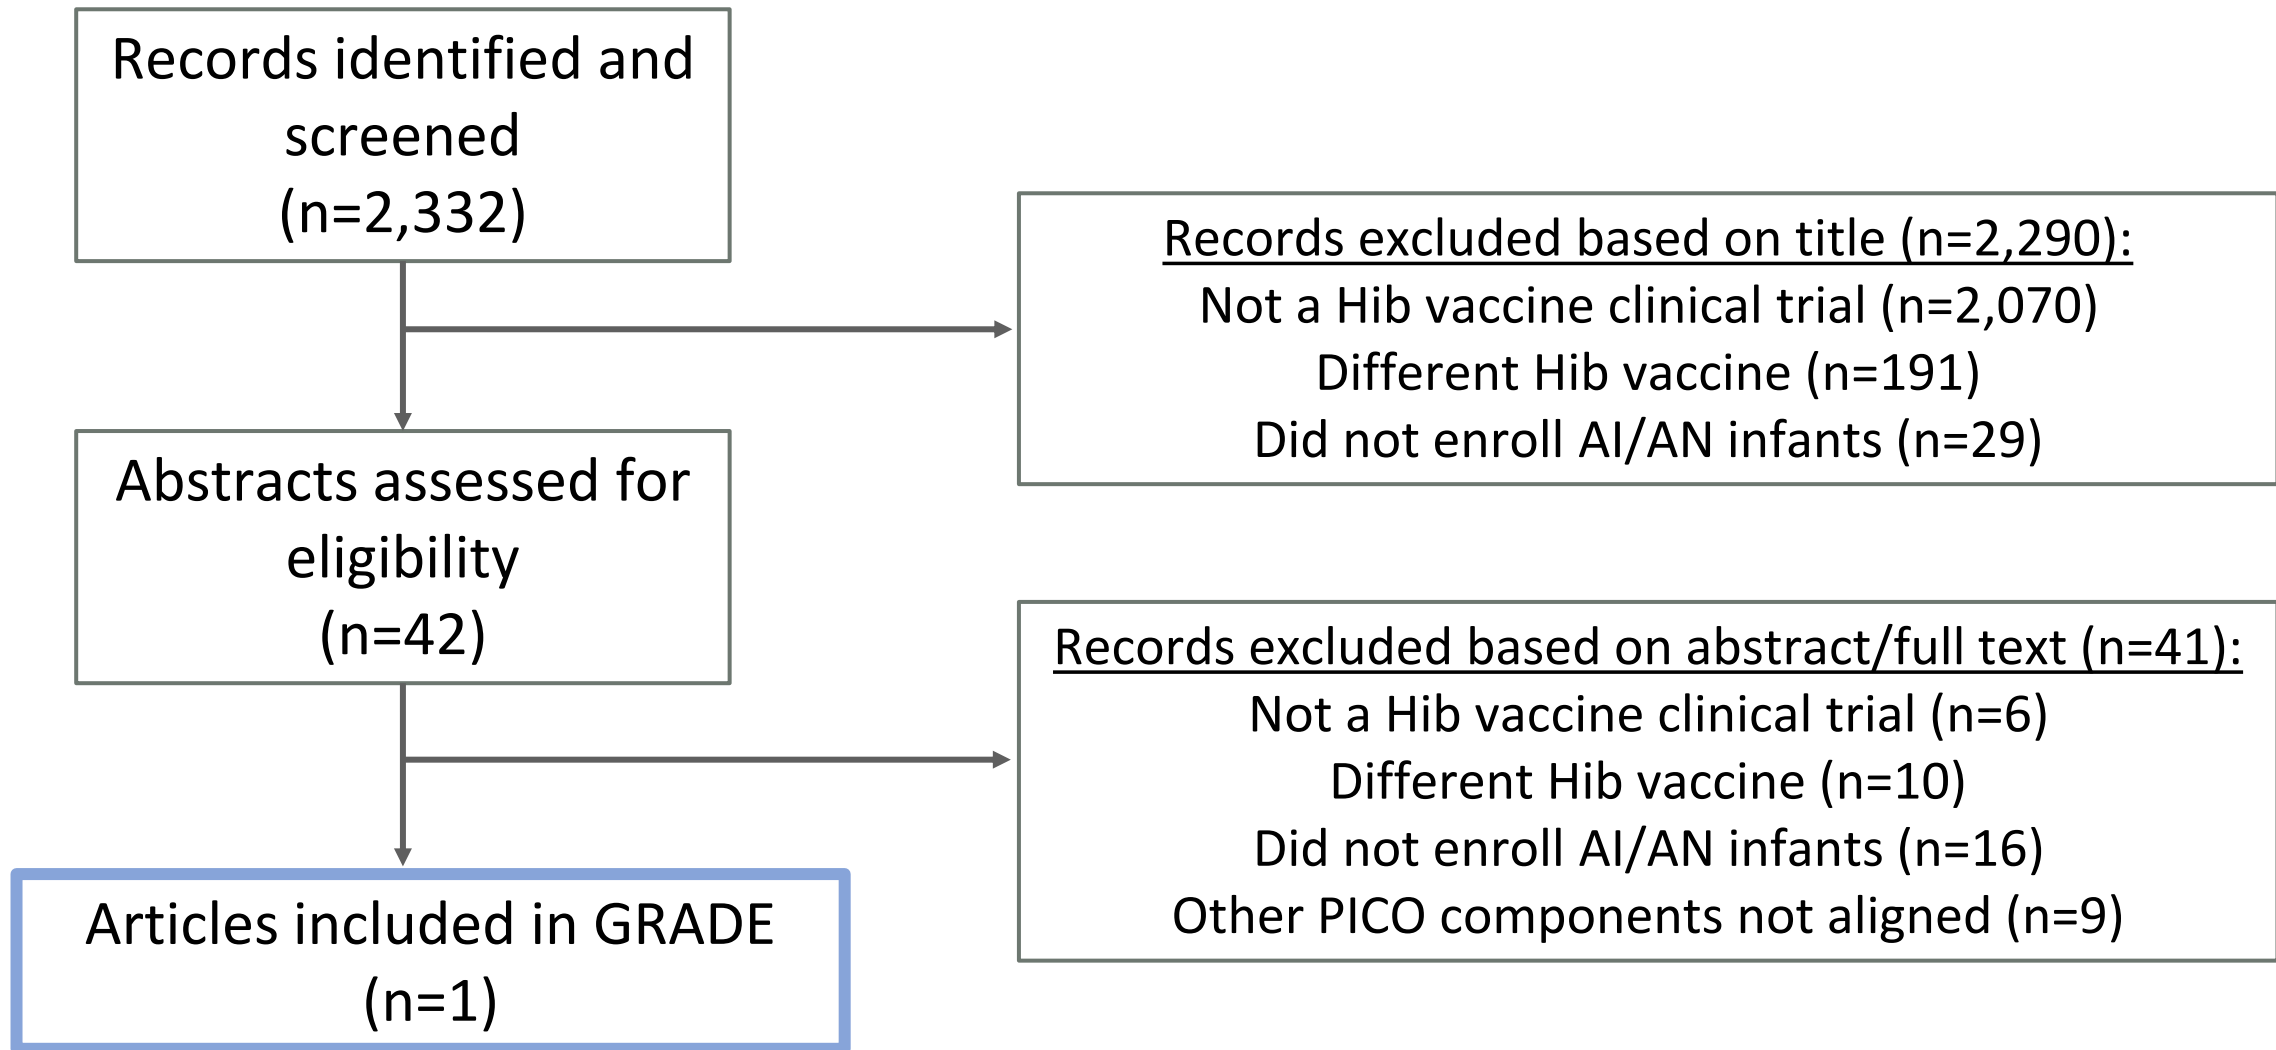 Records identified and
screened
(n=2,332)
Records excluded based on title (n=2,290):
Not a Hib vaccine clinical trial (n=2,070)
Different Hib vaccine (n=191)
Did not enroll AI/AN infants (n=29)
Abstracts assessed for
eligibility
(n=42)
Records excluded based on abstract/full text (n=41):
Not a Hib vaccine clinical trial (n=6)
Different Hib vaccine (n=10)
Did not enroll AI/AN infants (n=16)
Other PICO components not aligned (n=9)
Articles included in GRADE
(n=1)